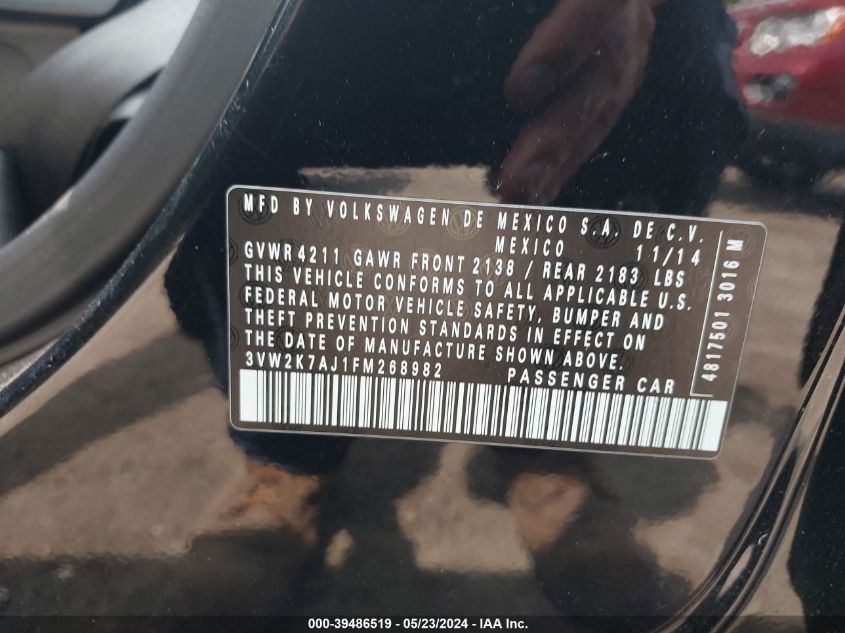 MFD BY VOLKSWAGEN DE MEXICO S.A. DE C.V.
MEXICO 11/14
GVWR 4211 GAWR FRONT 2138 / REAR 2183 LBS
THIS VEHICLE CONFORMS TO ALL APPLICABLE U.S.
FEDERAL MOTOR VEHICLE SAFETY, BUMPER AND
THEFT PREVENTION STANDARDS IN EFFECT ON
THE DATE OF MANUFACTURE SHOWN ABOVE.
3VW2K7AJ1FM268982 PASSENGER CAR
4817501 3016 M
000-39486519 / 05/23/2024 - IAA Inc.